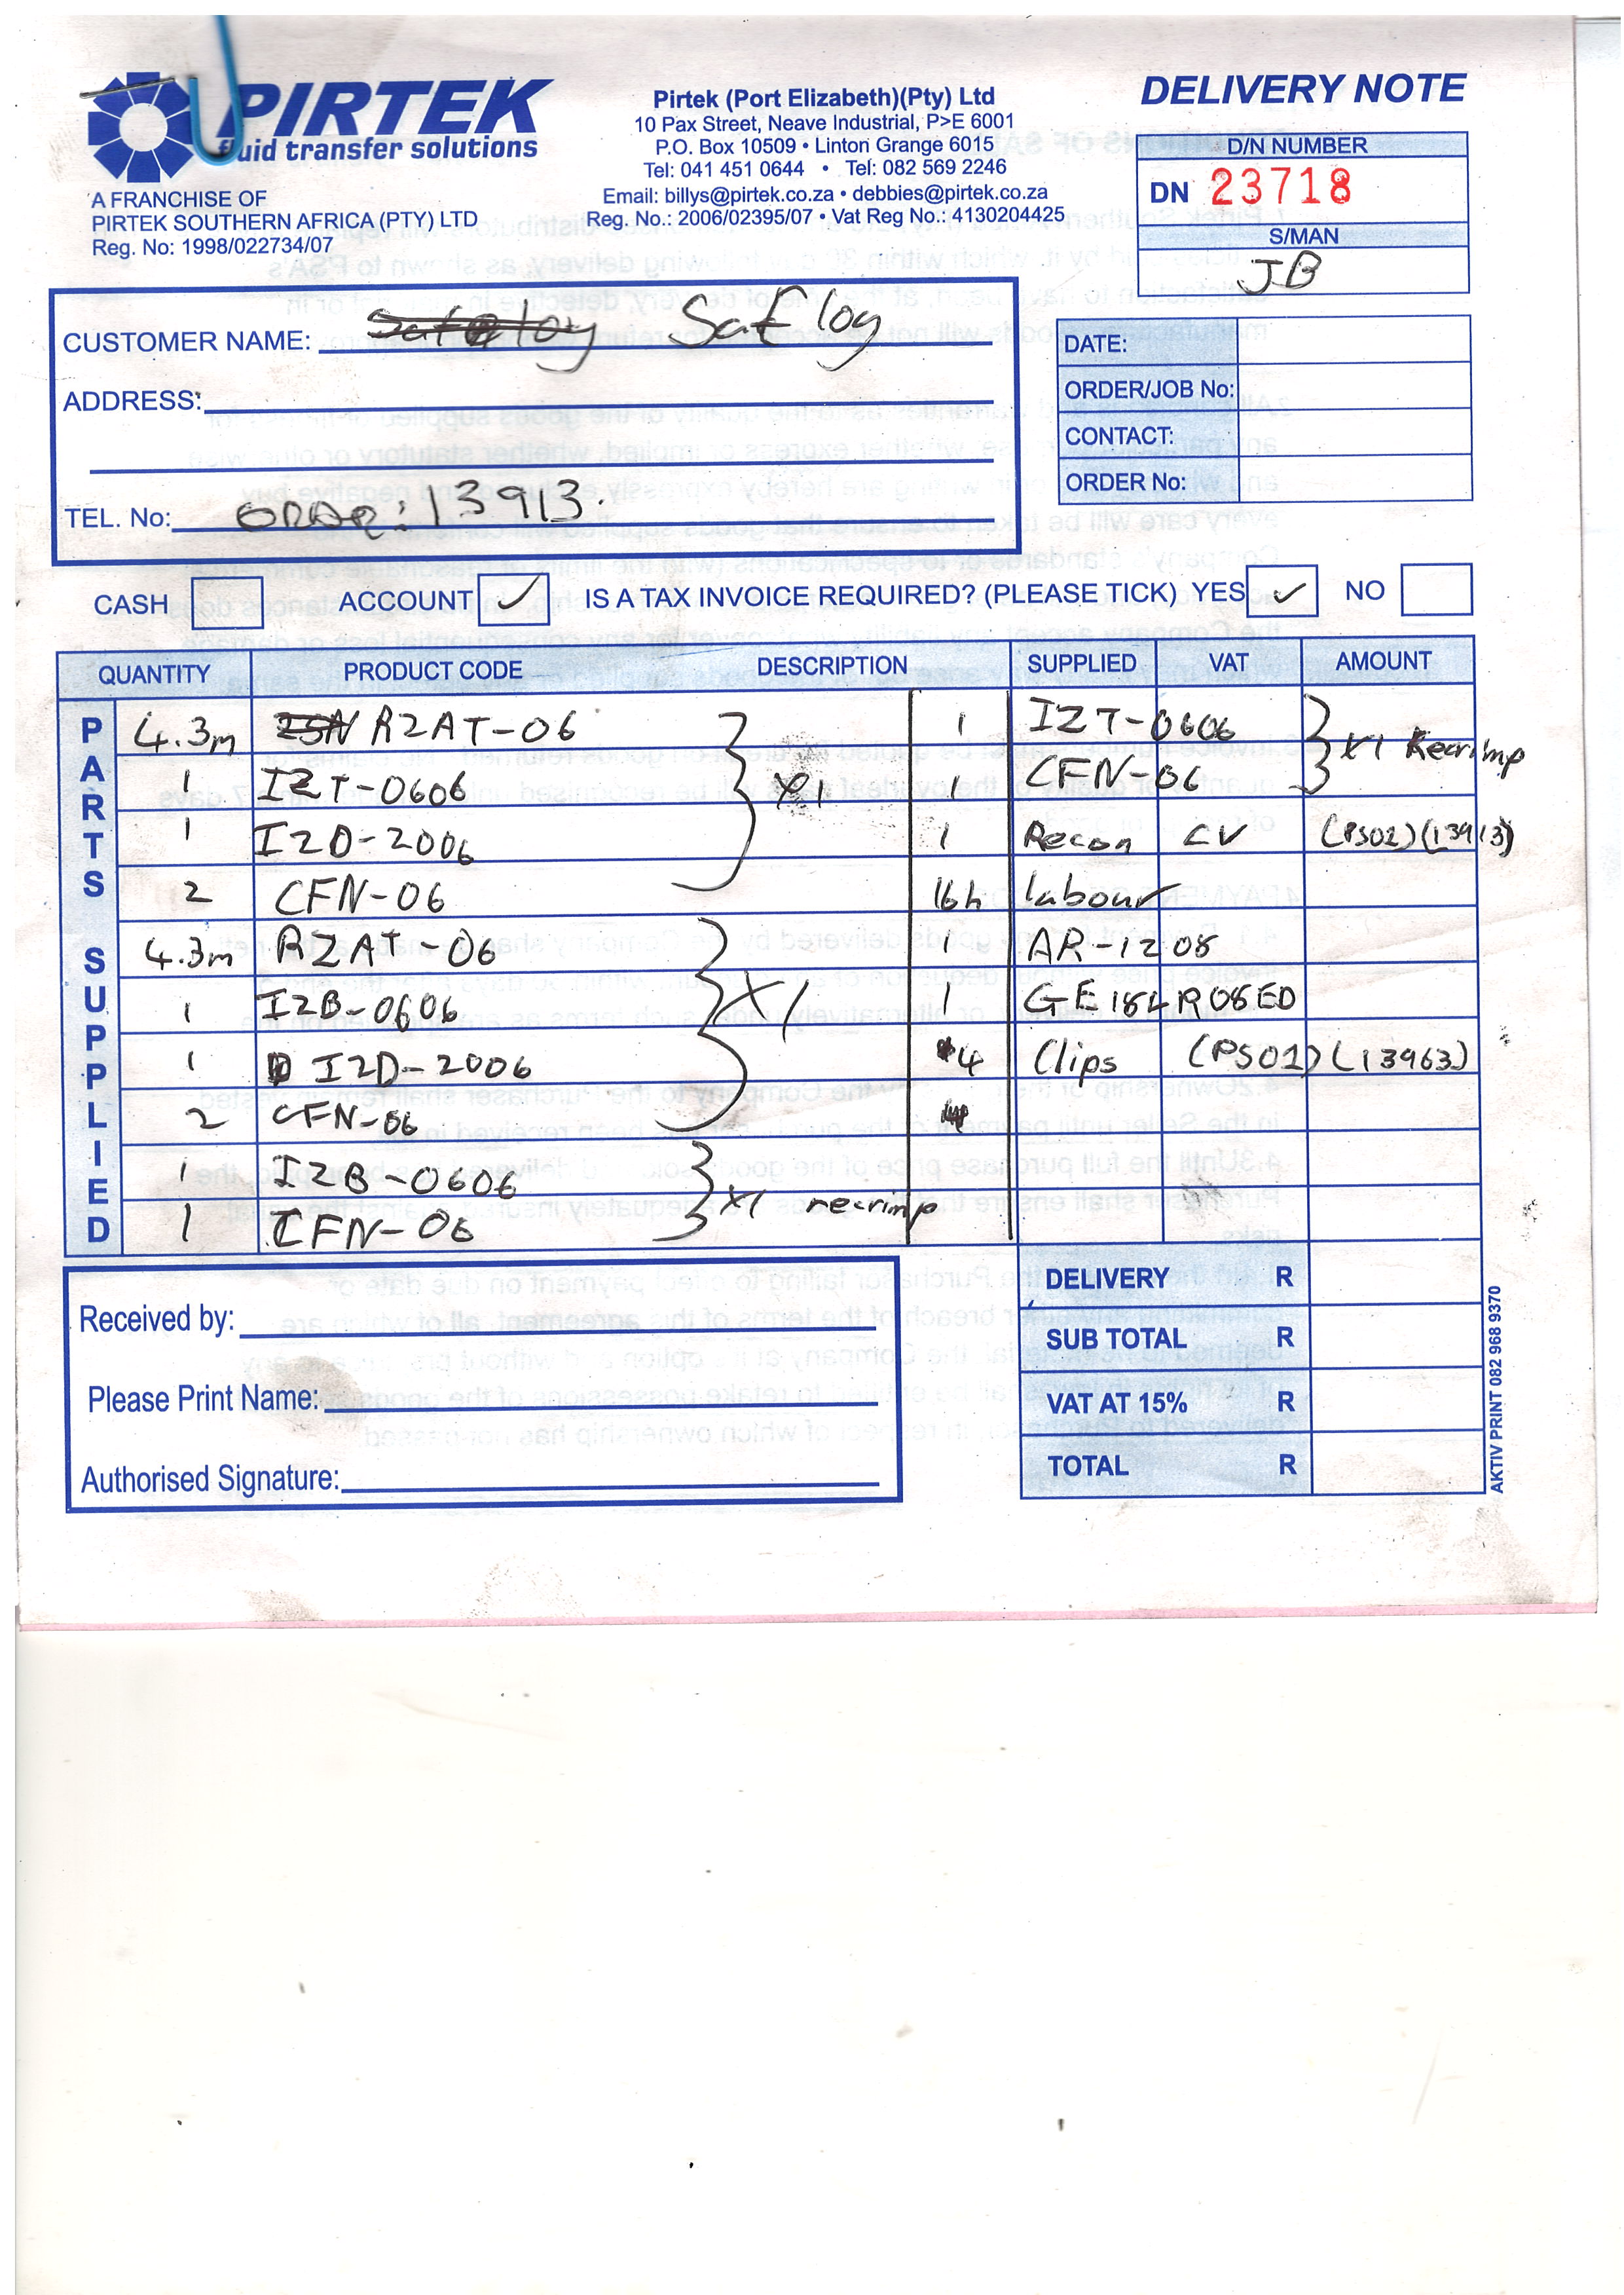 PIRTEK
fluid transfer solutions
A FRANCHISE OF
PIRTEK SOUTHERN AFRICA (PTY) LTD
Reg. No: 1998/022734/07
Pirtek (Port Elizabeth)(Pty) Ltd
10 Pax Street, Neave Industrial, P>E 6001
P.O. Box 10509 • Linton Grange 6015
Tel: 041 451 0644 • Tel: 082 569 2246
Email: billys@pirtek.co.za • debbies@pirtek.co.za
Reg. No.: 2006/02395/07 • Vat Reg No.: 4130204425
DELIVERY NOTE
D/N NUMBER
DN 23718
S/MAN
JB
CUSTOMER NAME: Saflog
ADDRESS:
TEL. No: ORDER: 13913.
DATE:
ORDER/JOB No:
CONTACT:
ORDER No:
CASH ACCOUNT ✓ IS A TAX INVOICE REQUIRED? (PLEASE TICK) YES ✓ NO
QUANTITY PRODUCT CODE DESCRIPTION SUPPLIED VAT AMOUNT
PARTS SUPPLIED
4.3m R2AT-06 1 IZT-0606
1 IZT-0606 X1 1 CFN-06 X1 Recrimp
1 IZD-2006 1 Recon CV (PS01)(13913)
2 CFN-06 16h labour
4.3m R2AT-06 1 AR-1208
1 IZB-0606 X1 1 GE18LR08ED
1 IZD-2006 4 Clips (PS01)(13963)
2 CFN-06
1 IZB-0606
1 CFN-06 X1 recrimp
Received by:
Please Print Name:
Authorised Signature:
DELIVERY R
SUB TOTAL R
VAT AT 15% R
TOTAL R
AKTIV PRINT 082 968 9370